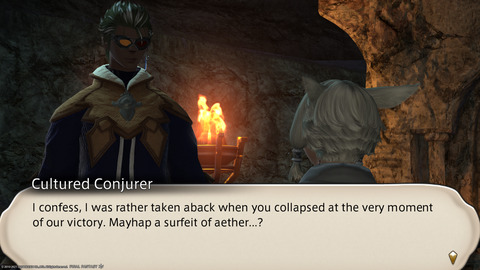 Cultured Conjurer
I confess, I was rather taken aback when you collapsed at the very moment
of our victory. Mayhap a surfeit of aether...?